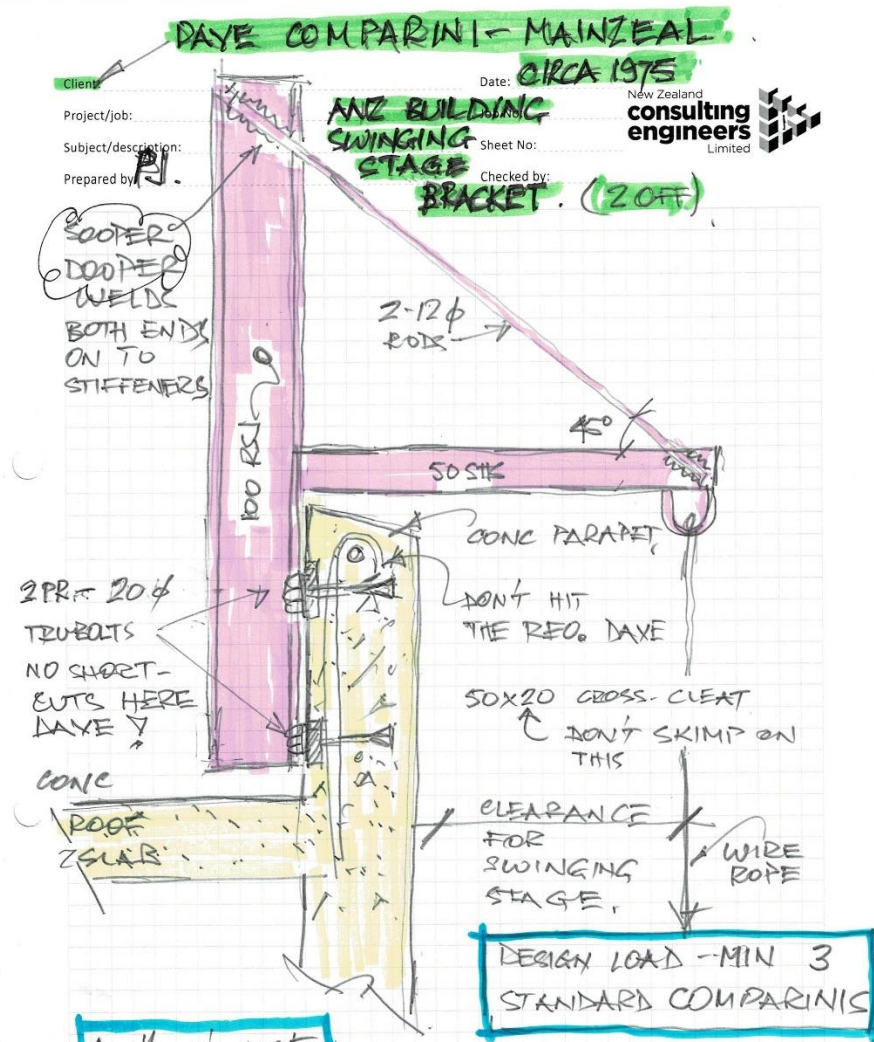 DAVE COMPARINI - MAINZEAL
Client:
Date: CIRCA 1975
Project/job:
ANZ BUILDING
New Zealand
consulting
engineers
Limited
Subject/description:
SWINGING
Sheet No:
STAGE
Prepared by PJ.
Checked by:
BRACKET. (2 OFF)
SOOPER
DOOPER
WELDS
BOTH ENDS
ON TO
STIFFENERS
2-12φ
RODS
100 RSJ
45°
50 SHS
CONC PARAPET
2 PR - 20φ
TRUBOLTS
NO SHORT-
CUTS HERE
DAVE !
DON'T HIT
THE REO. DAVE
50X20 CROSS-CLEAT
DON'T SKIMP ON
THIS
CONC
ROOF
SLAB
CLEARANCE
FOR
SWINGING
STAGE.
WIRE
ROPE
DESIGN LOAD - MIN 3
STANDARD COMPARINIS